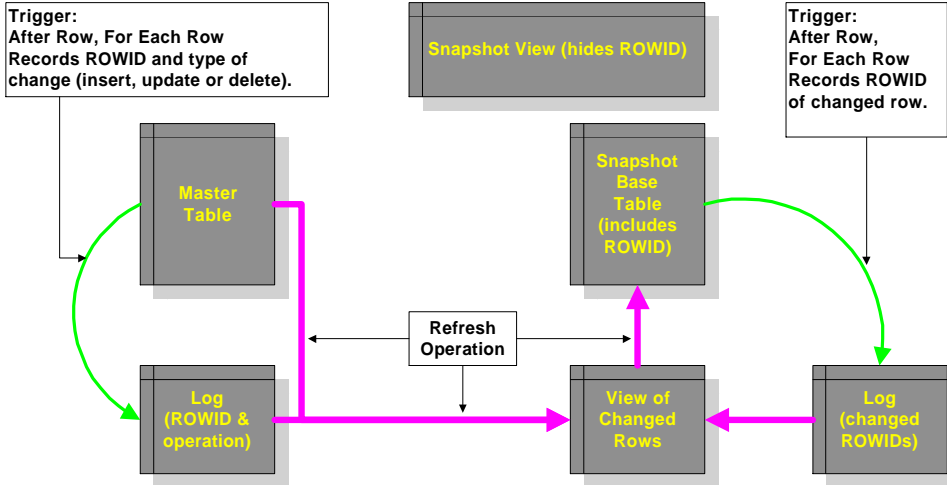 Trigger:
After Row, For Each Row
Records ROWID and type of
change (insert, update or delete).
Snapshot View (hides ROWID)
Trigger:
After Row,
For Each Row
Records ROWID
of changed row.
Master
Table
Snapshot
Base
Table
(includes
ROWID)
Refresh
Operation
Log
(ROWID &
operation)
View of
Changed
Rows
Log
(changed
ROWIDs)